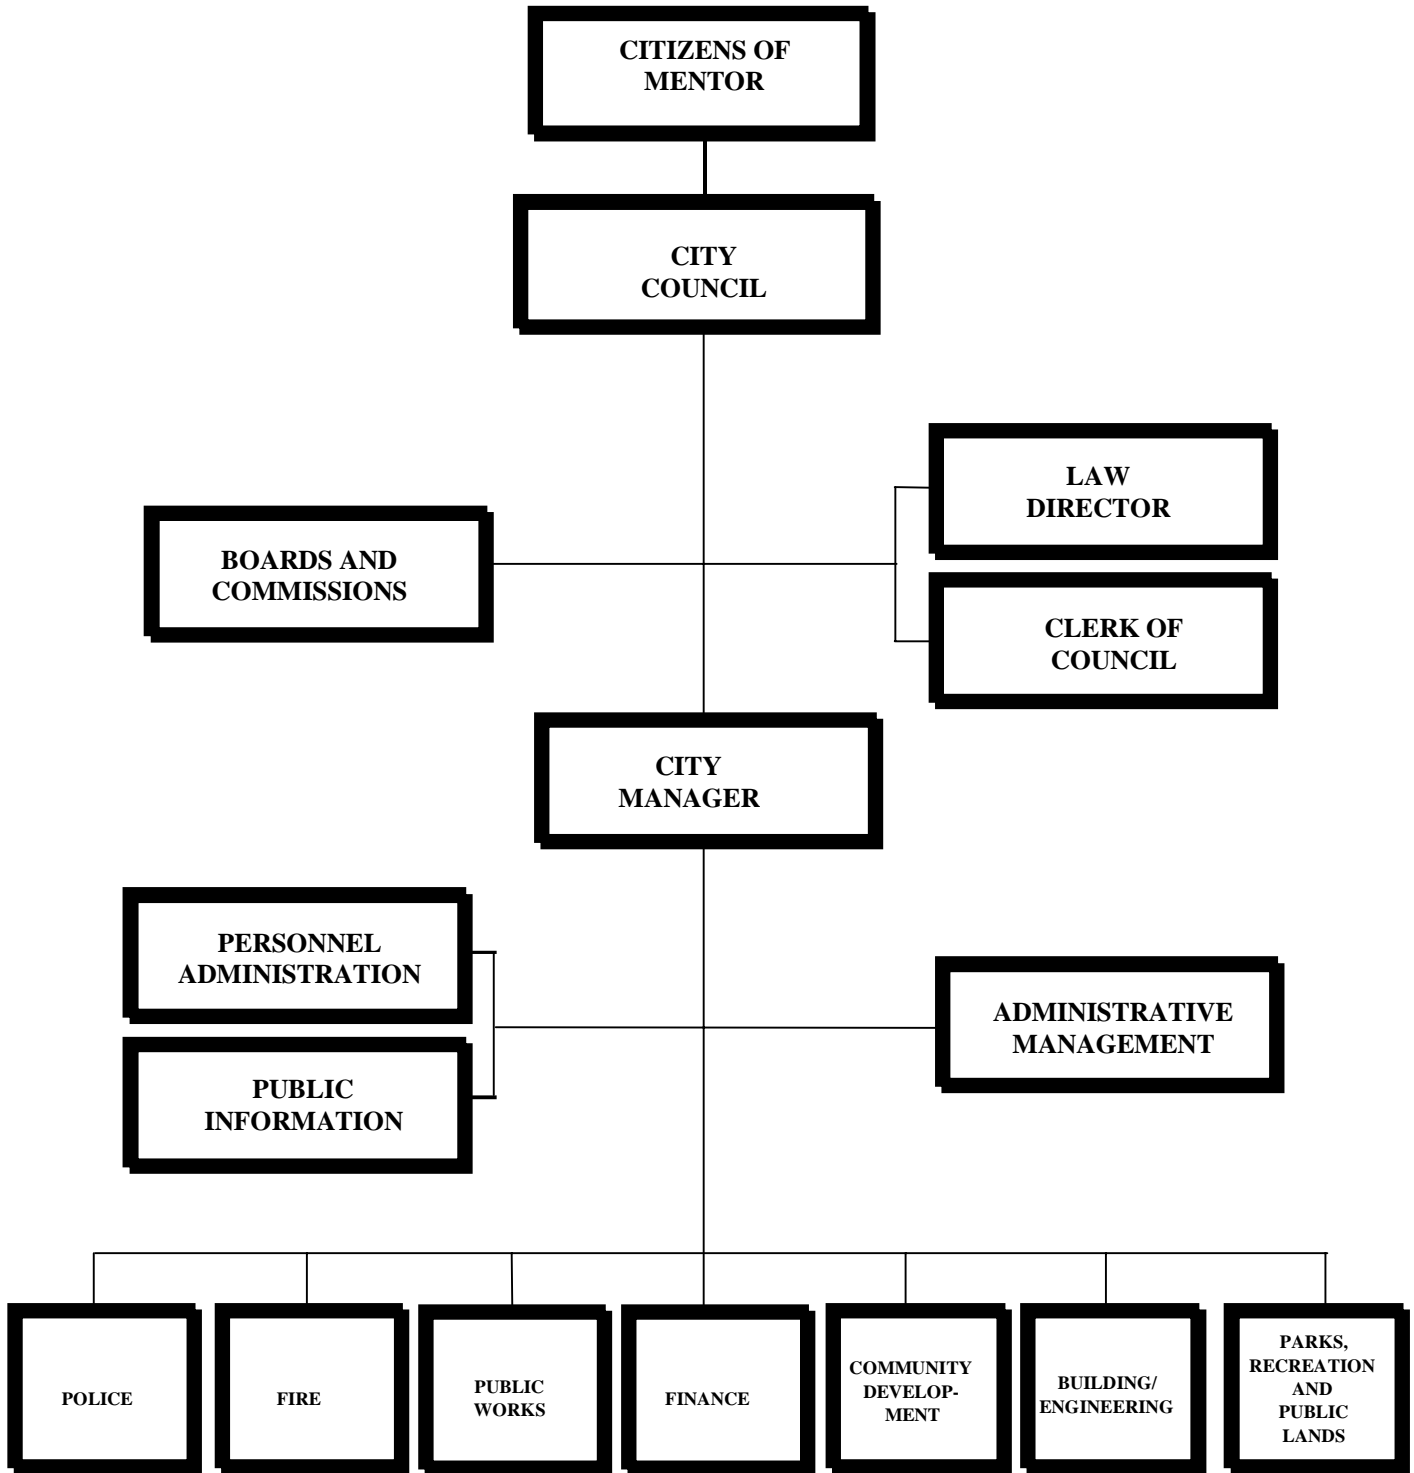 CITIZENS OF
MENTOR
CITY
COUNCIL
LAW
DIRECTOR
BOARDS AND
COMMISSIONS
CLERK OF
COUNCIL
CITY
MANAGER
PERSONNEL
ADMINISTRATION
ADMINISTRATIVE
MANAGEMENT
PUBLIC
INFORMATION
POLICE
FIRE
PUBLIC
WORKS
FINANCE
COMMUNITY
DEVELOP-
MENT
BUILDING/
ENGINEERING
PARKS,
RECREATION
AND
PUBLIC
LANDS